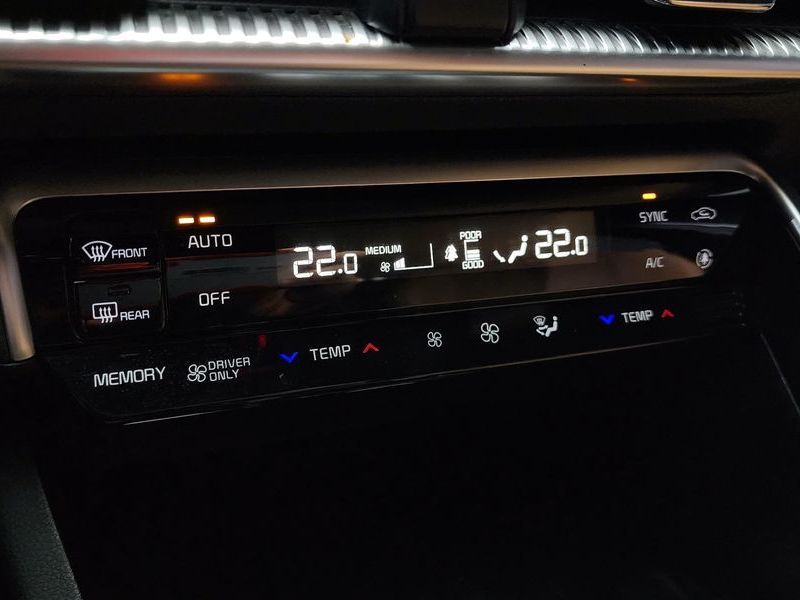 FRONT
REAR
AUTO
OFF
22.0
MEDIUM
POOR
GOOD
22.0
SYNC
A/C
MEMORY
DRIVER
ONLY
TEMP
TEMP